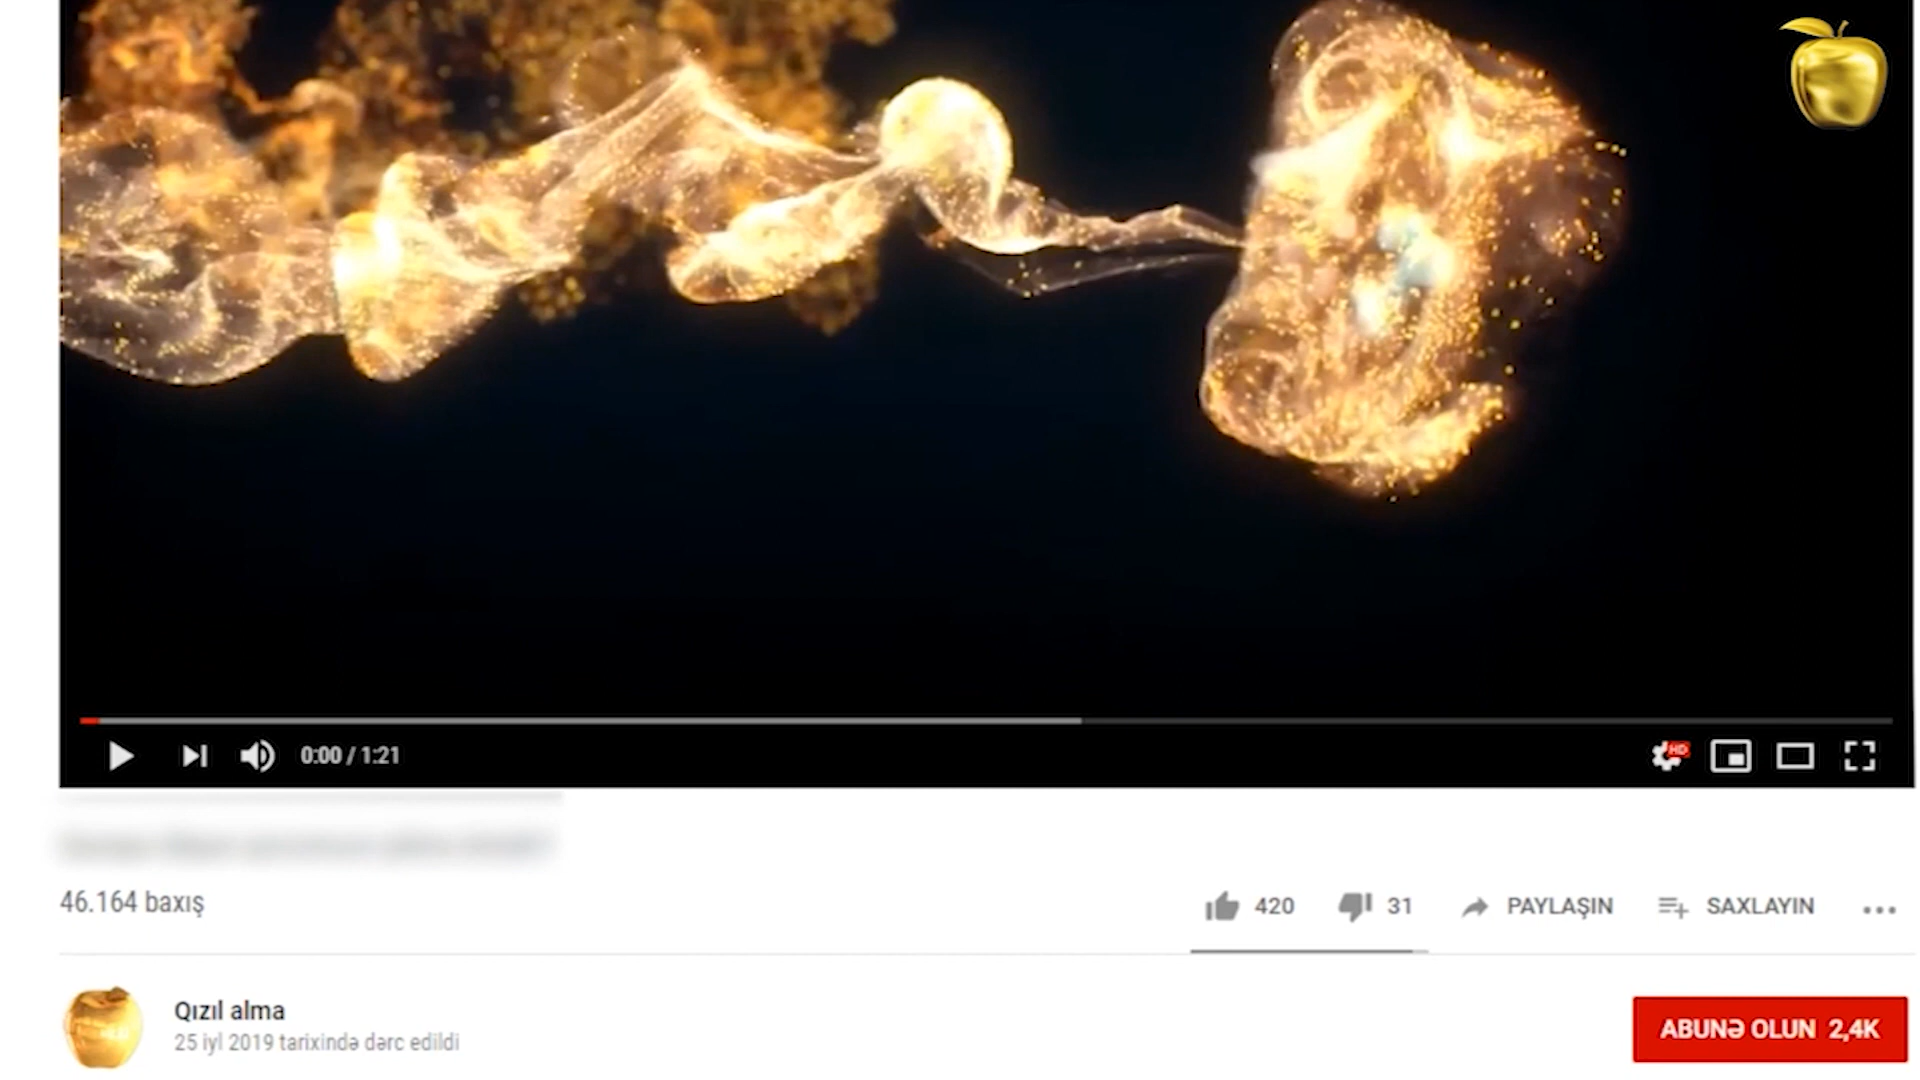 HD
0:00 / 1:21
46.164 baxış
420
31
PAYLAŞIN
SAXLAYIN
Qızıl alma
25 iyl 2019 tarixində dərc edildi
ABUNƏ OLUN 2,4K